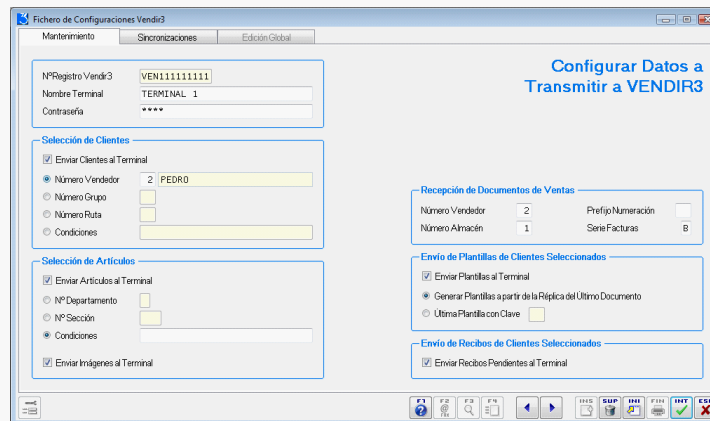 Fichero de Configuraciones Vendir3
Mantenimiento
Sincronizaciones
Edición Global
NºRegistro Vendir3 VEN111111111
Nombre Terminal TERMINAL 1
Contraseña ****
Configurar Datos a
Transmitir a VENDIR3
Selección de Clientes
Enviar Clientes al Terminal
Número Vendedor 2 PEDRO
Número Grupo
Número Ruta
Condiciones
Selección de Artículos
Enviar Artículos al Terminal
Nº Departamento
Nº Sección
Condiciones
Enviar Imágenes al Terminal
Recepción de Documentos de Ventas
Número Vendedor 2 Prefijo Numeración
Número Almacén 1 Serie Facturas B
Envío de Plantillas de Clientes Seleccionados
Enviar Plantillas al Terminal
Generar Plantillas a partir de la Réplica del Último Documento
Última Plantilla con Clave
Envío de Recibos de Clientes Seleccionados
Enviar Recibos Pendientes al Terminal
F1 F2 F3 F4 INS SUP INI FIN INT ESC